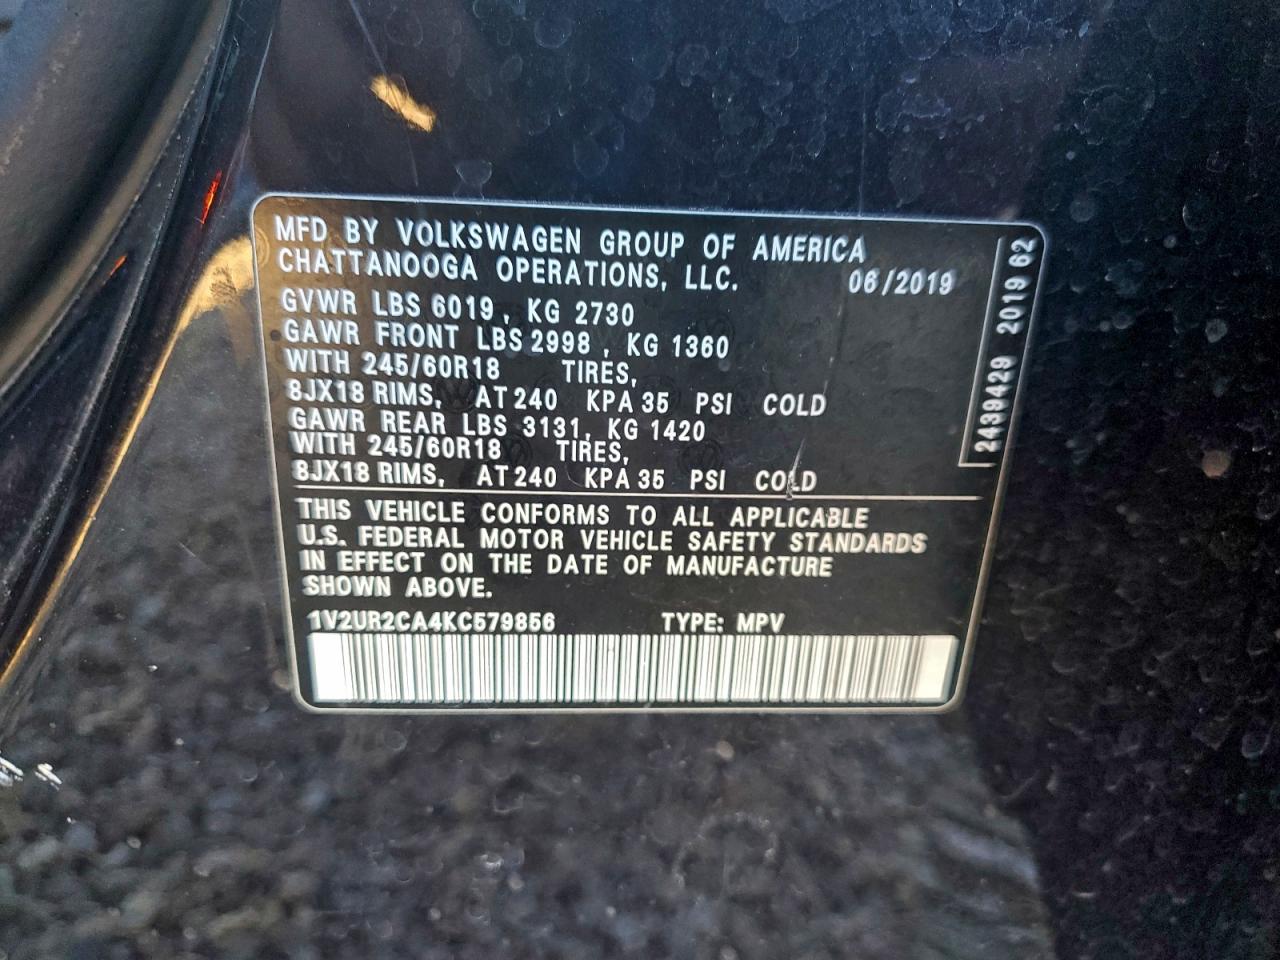 MFD BY VOLKSWAGEN GROUP OF AMERICA
CHATTANOOGA OPERATIONS, LLC. 06/2019
GVWR LBS 6019, KG 2730
GAWR FRONT LBS 2998, KG 1360
WITH 245/60R18 TIRES,
8JX18 RIMS, AT 240 KPA 35 PSI COLD
GAWR REAR LBS 3131, KG 1420
WITH 245/60R18 TIRES,
8JX18 RIMS, AT 240 KPA 35 PSI COLD
THIS VEHICLE CONFORMS TO ALL APPLICABLE
U.S. FEDERAL MOTOR VEHICLE SAFETY STANDARDS
IN EFFECT ON THE DATE OF MANUFACTURE
SHOWN ABOVE.
1V2UR2CA4KC579856 TYPE: MPV
2439429 2019 62